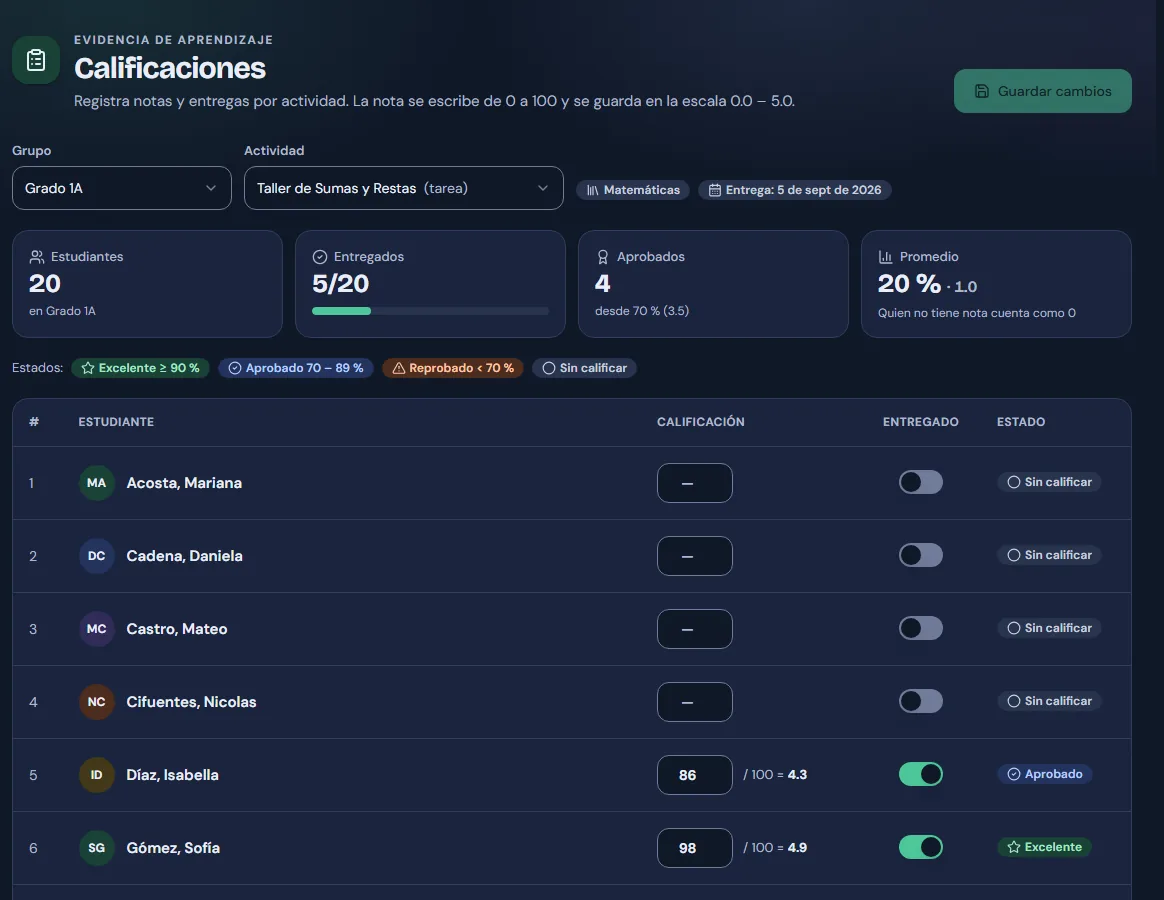 EVIDENCIA DE APRENDIZAJE
Calificaciones
Registra notas y entregas por actividad. La nota se escribe de 0 a 100 y se guarda en la escala 0.0 – 5.0.
Guardar cambios
Grupo
Actividad
Grado 1A
Taller de Sumas y Restas (tarea)
Matemáticas
Entrega: 5 de sept de 2026
Estudiantes
20
en Grado 1A
Entregados
5/20
Aprobados
4
desde 70 % (3.5)
Promedio
20 % · 1.0
Quien no tiene nota cuenta como 0
Estados: Excelente ≥ 90 % Aprobado 70 – 89 % Reprobado < 70 % Sin calificar
# ESTUDIANTE CALIFICACIÓN ENTREGADO ESTADO
1 MA Acosta, Mariana — Sin calificar
2 DC Cadena, Daniela — Sin calificar
3 MC Castro, Mateo — Sin calificar
4 NC Cifuentes, Nicolas — Sin calificar
5 ID Díaz, Isabella 86 / 100 = 4.3 Aprobado
6 SG Gómez, Sofía 98 / 100 = 4.9 Excelente